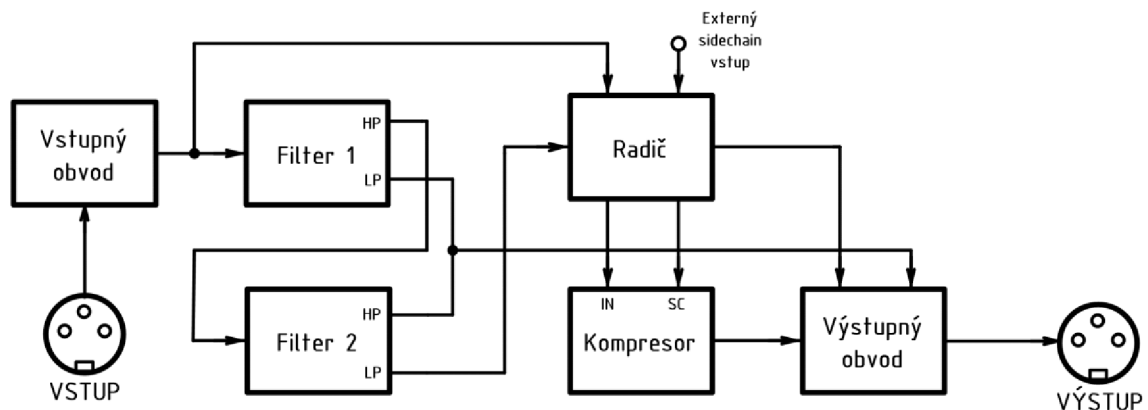 Externý
sidechain
vstup
Vstupný
obvod
Filter 1
HP
LP
Radič
VSTUP
Filter 2
HP
LP
IN
SC
Kompresor
Výstupný
obvod
VÝSTUP